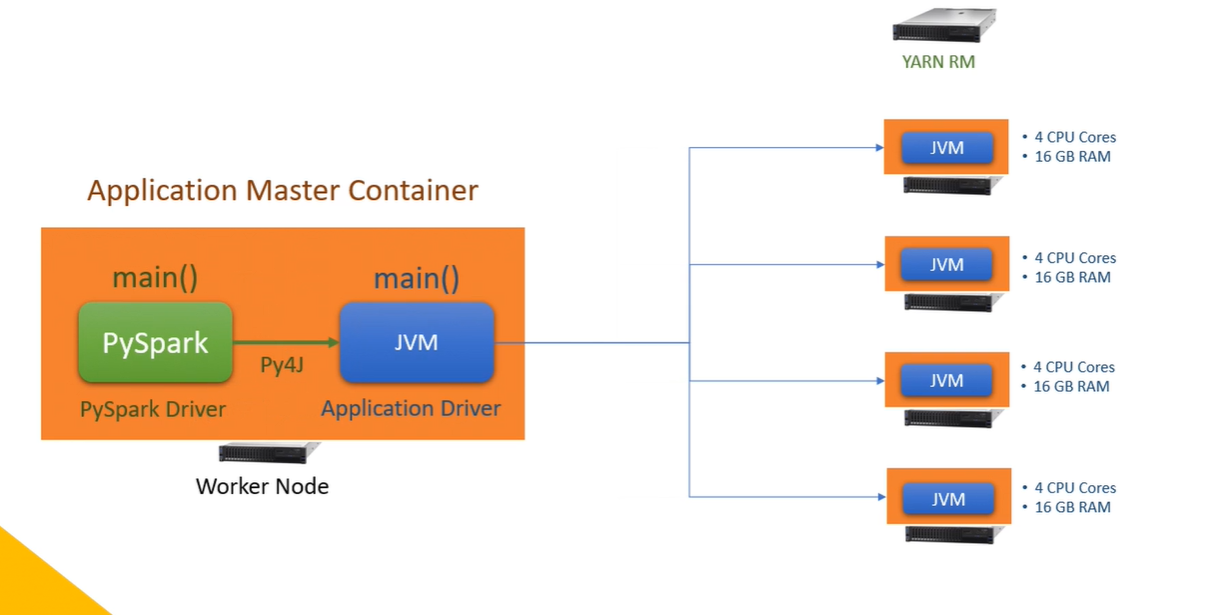 YARN RM
Application Master Container
main()
main()
PySpark
Py4J
JVM
PySpark Driver
Application Driver
Worker Node
JVM
• 4 CPU Cores
• 16 GB RAM
JVM
• 4 CPU Cores
• 16 GB RAM
JVM
• 4 CPU Cores
• 16 GB RAM
JVM
• 4 CPU Cores
• 16 GB RAM